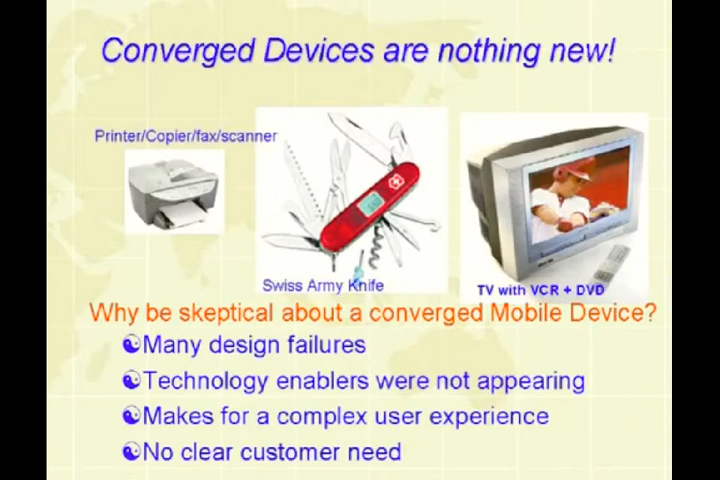 Converged Devices are nothing new!
Printer/Copier/fax/scanner
Swiss Army Knife
TV with VCR + DVD
Why be skeptical about a converged Mobile Device?
Many design failures
Technology enablers were not appearing
Makes for a complex user experience
No clear customer need